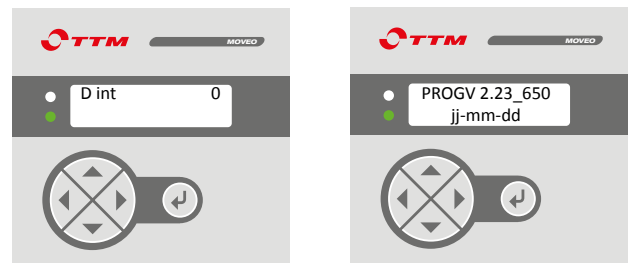 TTM MOVEO
D int 0
TTM MOVEO
PROGV 2.23_650
jj-mm-dd